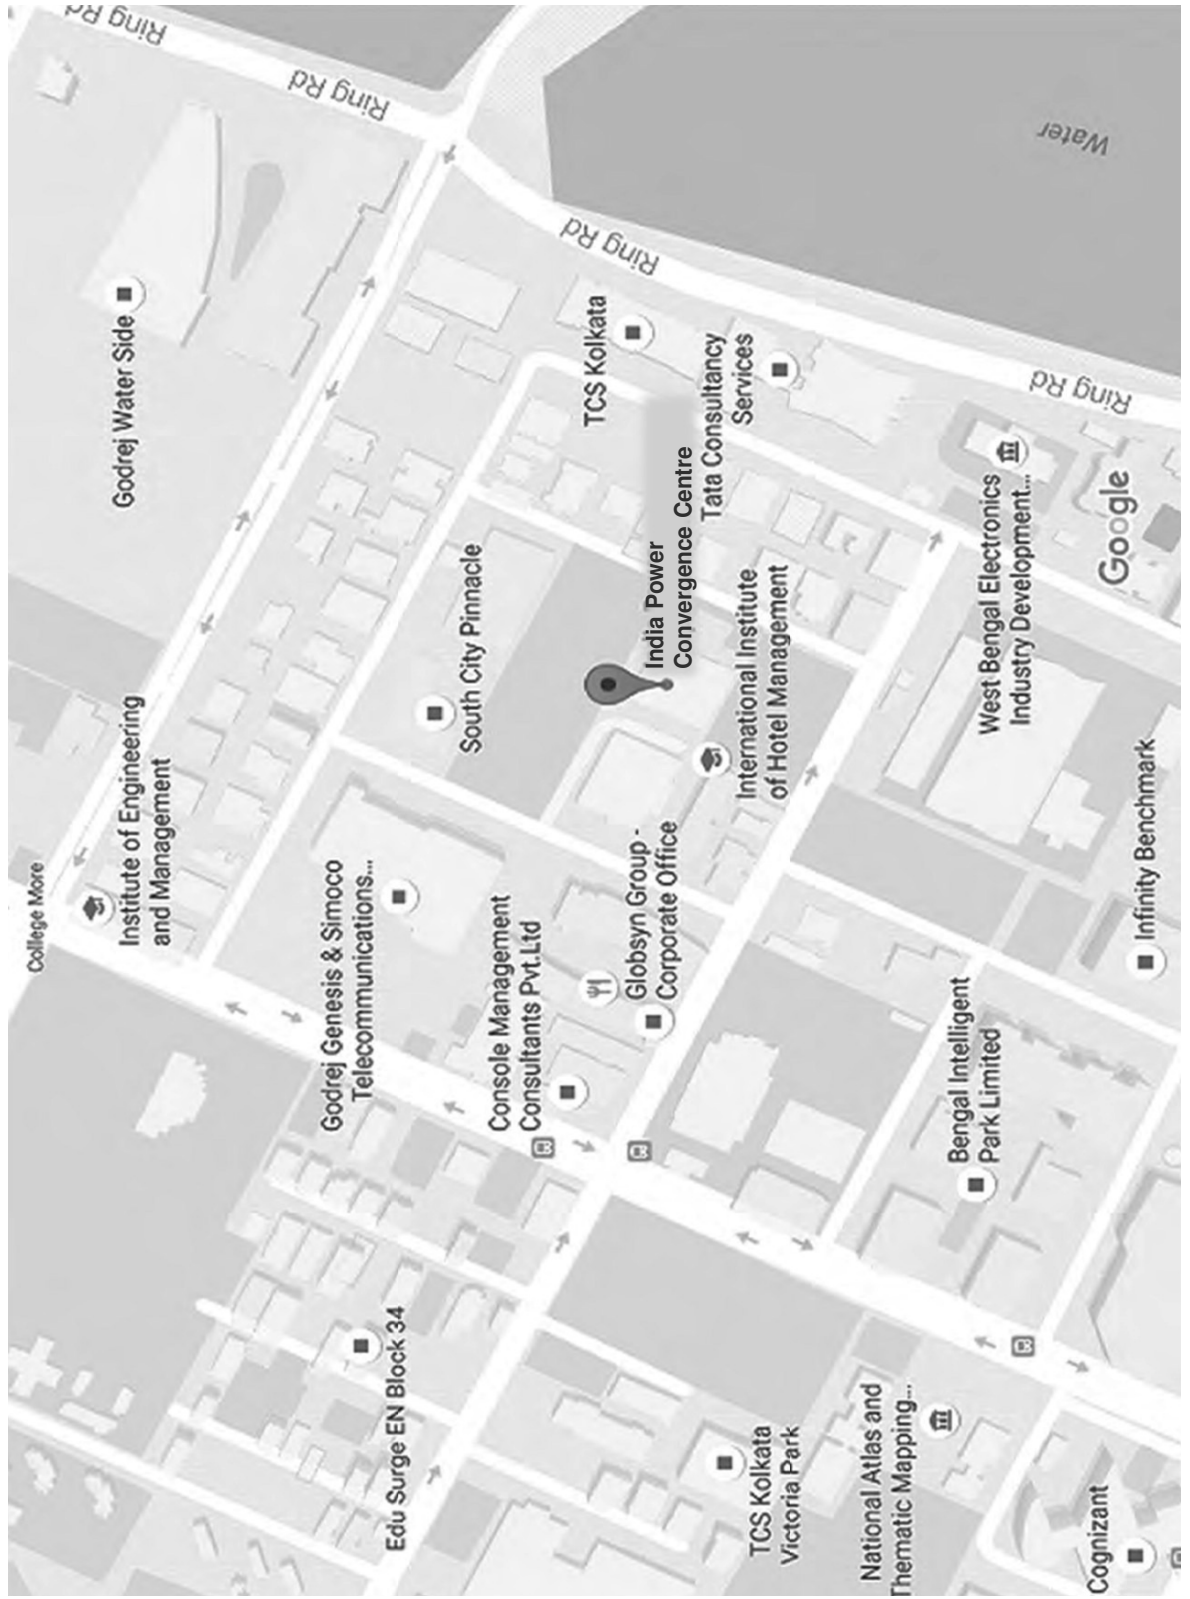 College More
Ring Rd
Institute of Engineering
and Management
Godrej Water Side
Ring Rd
Godrej Genesis & Simoco
Telecommunications...
Edu Surge EN Block 34
South City Pinnacle
Console Management
Consultants Pvt.Ltd
Ring Rd
TCS Kolkata
Globsyn Group -
Corporate Office
India Power
Convergence Centre
Tata Consultancy
Services
International Institute
of Hotel Management
TCS Kolkata
Victoria Park
National Atlas and
Thematic Mapping...
Bengal Intelligent
Park Limited
West Bengal Electronics
Industry Development...
Water
Ring Rd
Cognizant
Infinity Benchmark
Google